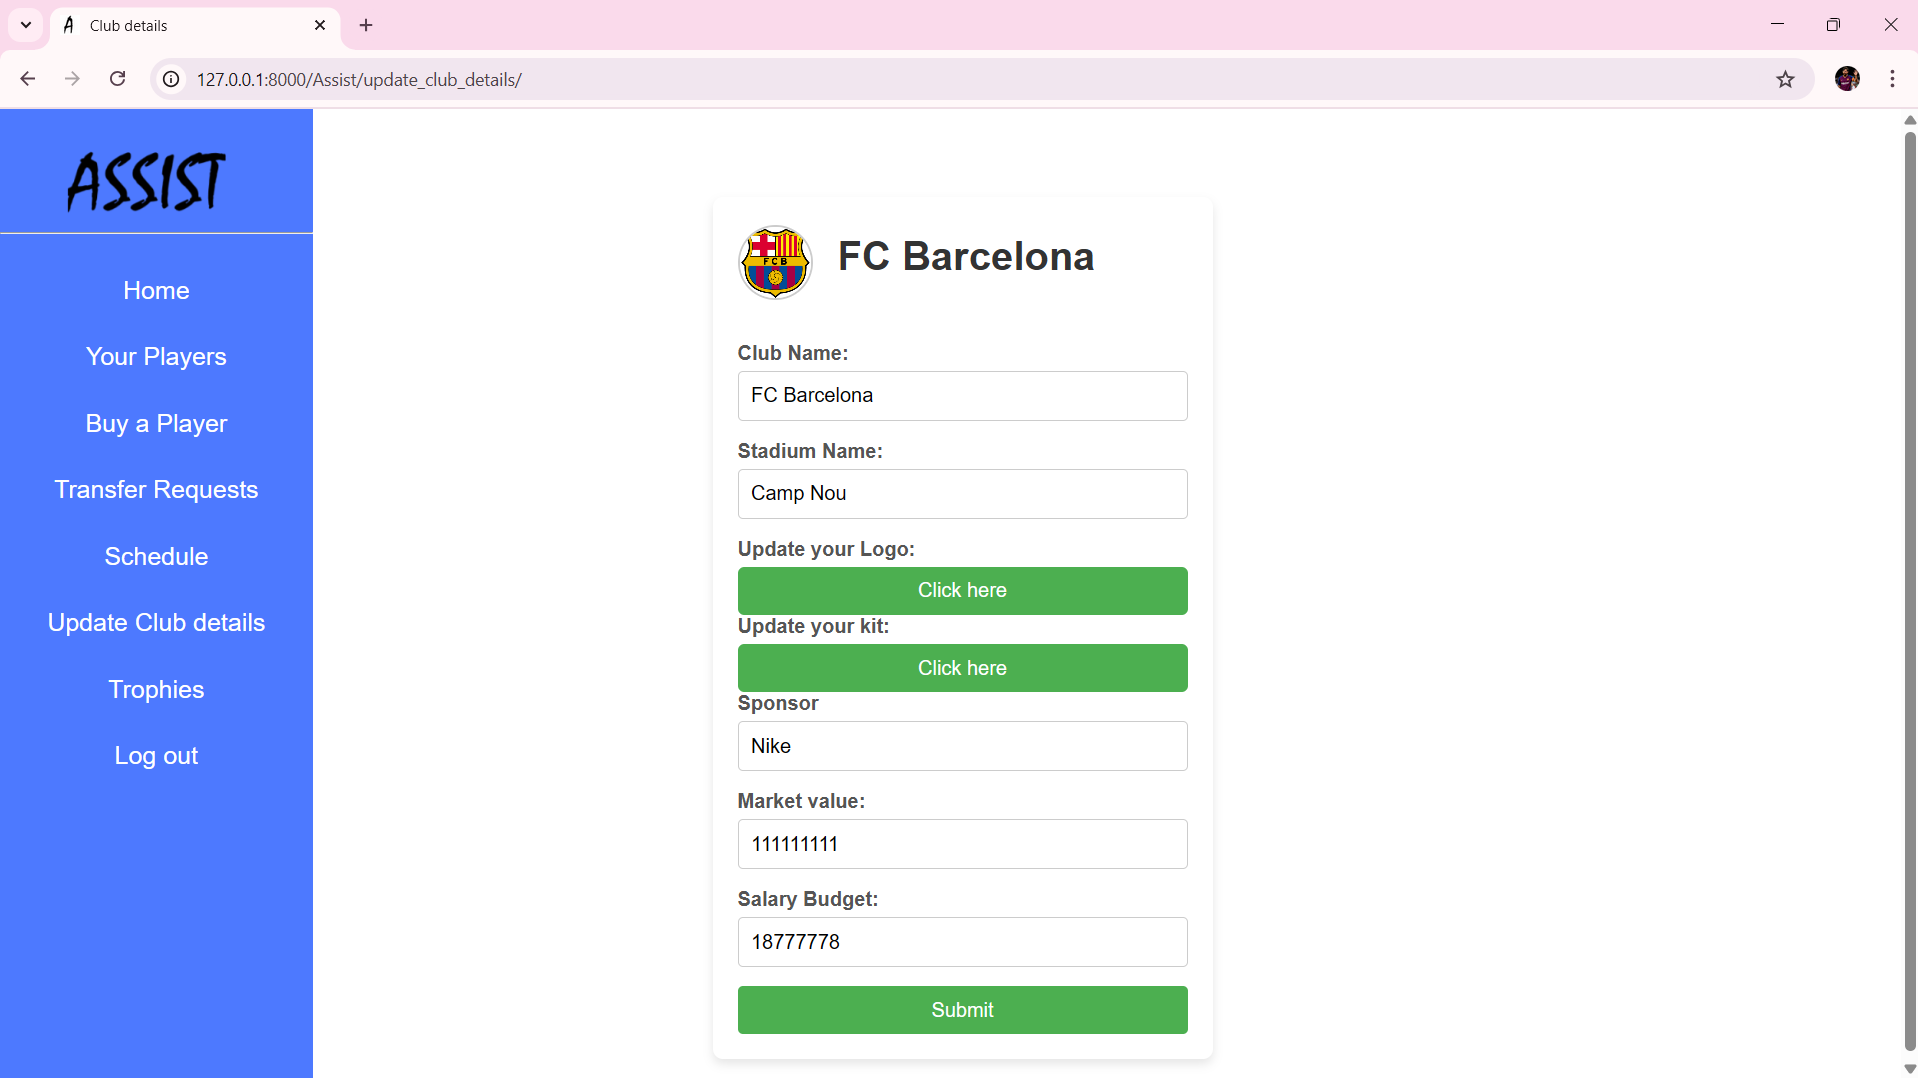 Club details
127.0.0.1:8000/Assist/update_club_details/
ASSIST
Home
Your Players
Buy a Player
Transfer Requests
Schedule
Update Club details
Trophies
Log out
FCB
FC Barcelona
Club Name:
FC Barcelona
Stadium Name:
Camp Nou
Update your Logo:
Click here
Update your kit:
Click here
Sponsor
Nike
Market value:
111111111
Salary Budget:
18777778
Submit